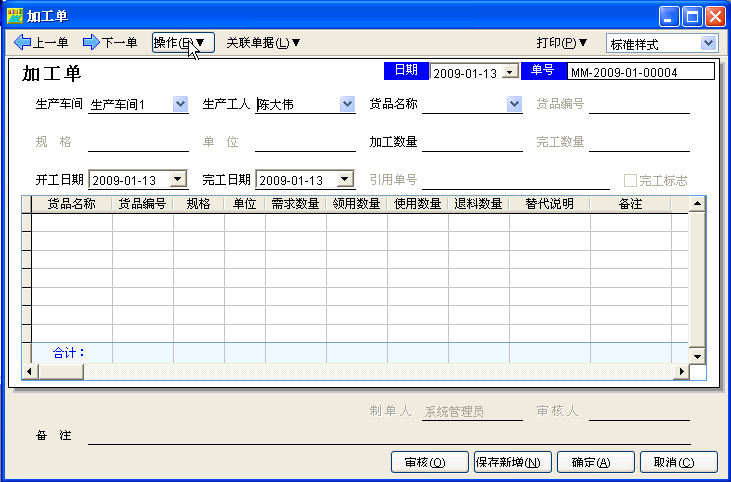 加工单
上一单 下一单 操作(E)▼ 关联单据(L)▼ 打印(P)▼ 标准样式
加工单 日期 2009-01-13 单号 MM-2009-01-00004
生产车间 生产车间1 生产工人 陈大伟 货品名称 货品编号
规 格 单 位 加工数量 完工数量
开工日期 2009-01-13 完工日期 2009-01-13 引用单号 完工标志
货品名称 货品编号 规格 单位 需求数量 领用数量 使用数量 退料数量 替代说明 备注
合计：
制单人 系统管理员 审核人
备 注
审核(O) 保存新增(N) 确定(A) 取消(C)